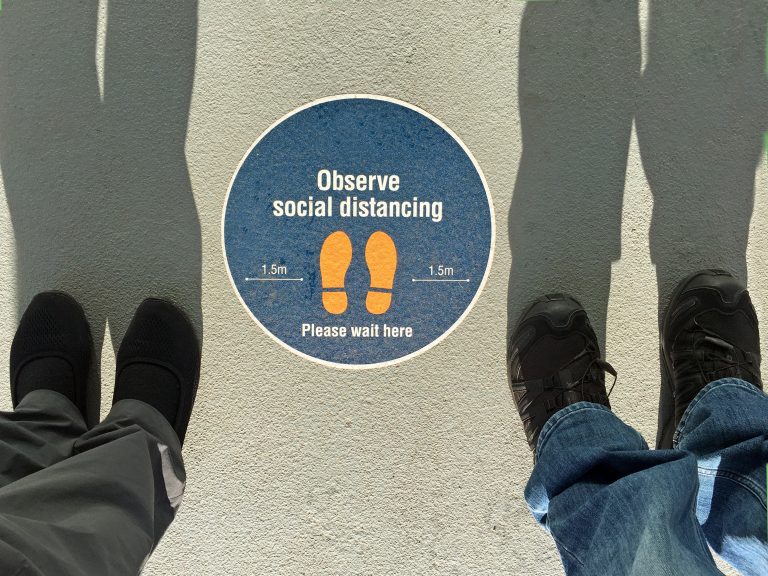 Observe
social distancing
1.5m 1.5m
Please wait here